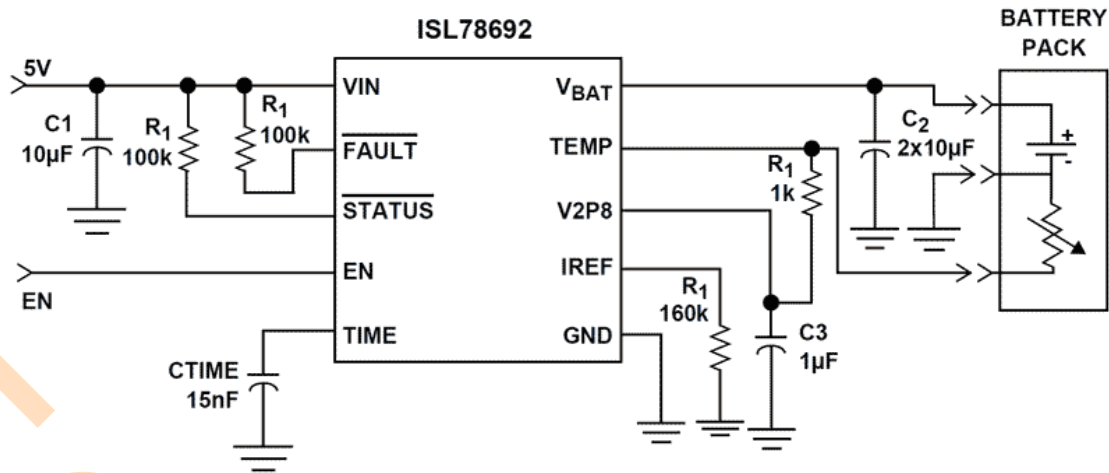 ISL78692
BATTERY
PACK
5V
C1
10µF
R1
100k
R1
100k
VIN
FAULT
STATUS
EN
TIME
EN
CTIME
15nF
VBAT
TEMP
V2P8
IREF
GND
R1
1k
C2
2x10µF
R1
160k
C3
1µF
+
-